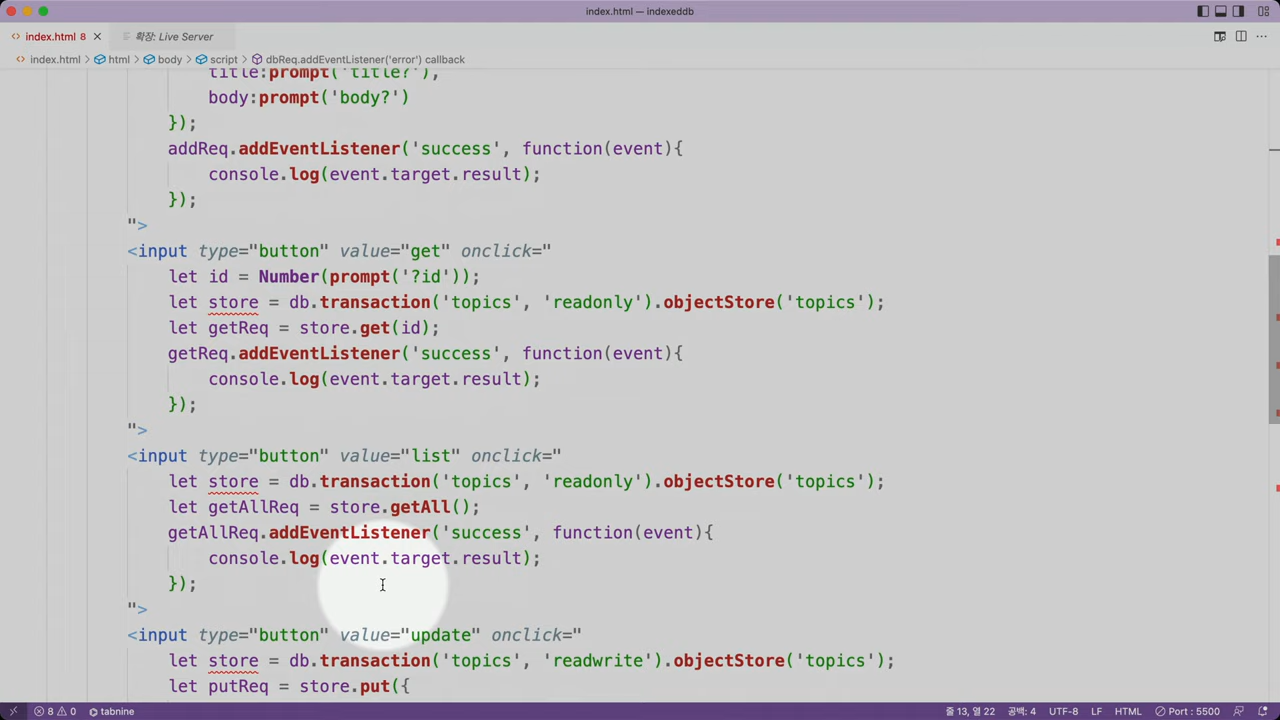 index.html — indexeddb
index.html 8
확장: Live Server
index.html > html > body > script > dbReq.addEventListener('error') callback
title:prompt('title?'),
body:prompt('body?')
});
addReq.addEventListener('success', function(event){
console.log(event.target.result);
});
">
<input type="button" value="get" onclick="
let id = Number(prompt('?id'));
let store = db.transaction('topics', 'readonly').objectStore('topics');
let getReq = store.get(id);
getReq.addEventListener('success', function(event){
console.log(event.target.result);
});
">
<input type="button" value="list" onclick="
let store = db.transaction('topics', 'readonly').objectStore('topics');
let getAllReq = store.getAll();
getAllReq.addEventListener('success', function(event){
console.log(event.target.result);
});
">
<input type="button" value="update" onclick="
let store = db.transaction('topics', 'readwrite').objectStore('topics');
let putReq = store.put({
8 0 tabnine 줄 13, 열 22 공백: 4 UTF-8 LF HTML Port : 5500